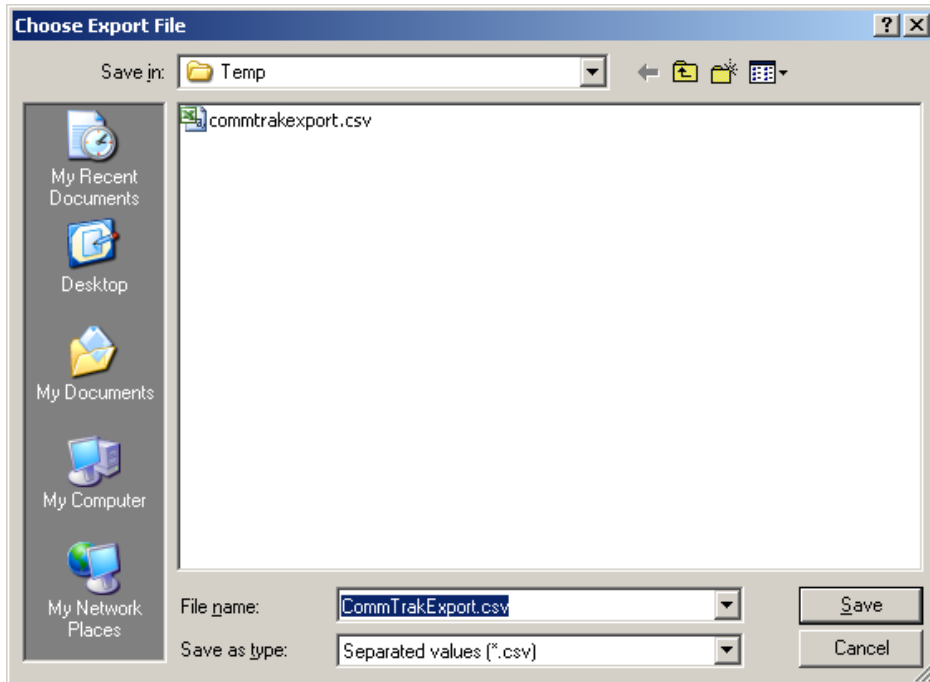 Choose Export File
Save in:
Temp
commtrakexport.csv
My Recent
Documents
Desktop
My Documents
My Computer
My Network
Places
File name:
CommTrakExport.csv
Save
Save as type:
Separated values (*.csv)
Cancel